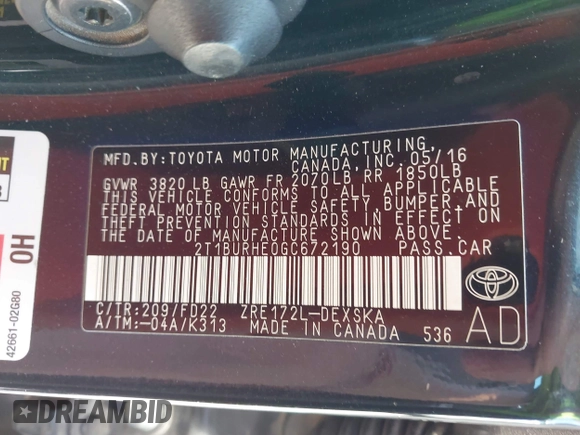 MFD.BY:TOYOTA MOTOR MANUFACTURING
CANADA,INC.05/16
GVWR 3820 LB GAWR FR 2070LB,RR 1850LB
THIS VEHICLE CONFORMS TO ALL APPLICABLE
FEDERAL MOTOR VEHICLE SAFETY,BUMPER,AND
THEFT PREVENTION STANDARDS IN EFFECT ON
THE DATE OF MANUFACTURE SHOWN ABOVE.
2T1BURHE0GC672190 PASS.CAR
C/TR:209/FD22 ZRE172L-DEXSKA
A/TM:-04A/K313 MADE IN CANADA 536
AD
HO
42661-02G80
DREAMBID